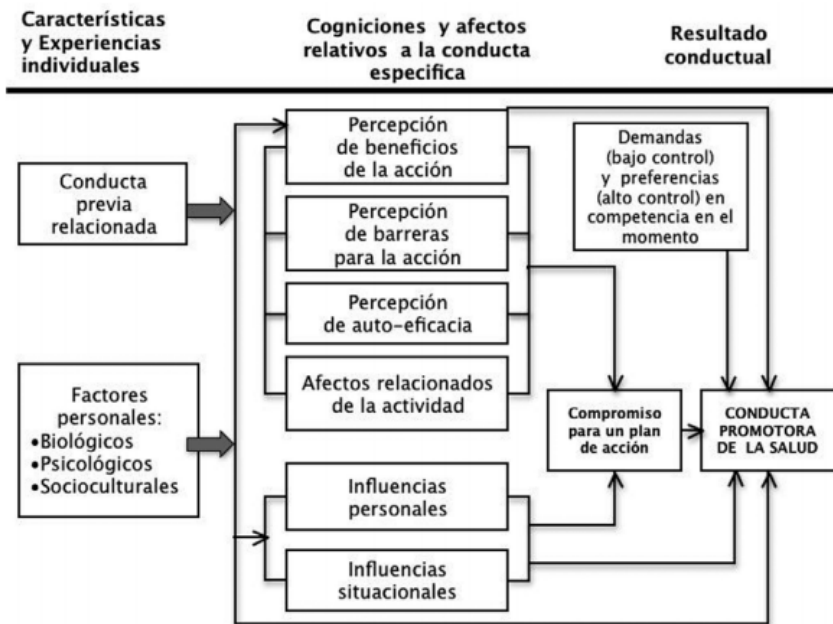 Características
y Experiencias
individuales
Cogniciones y afectos
relativos a la conducta
especifica
Resultado
conductual
Conducta
previa
relacionada
Factores
personales:
•Biológicos
•Psicológicos
•Socioculturales
Percepción
de beneficios
de la acción
Percepción
de barreras
para la acción
Percepción
de auto-eficacia
Afectos relacionados
de la actividad
Influencias
personales
Influencias
situacionales
Demandas
(bajo control)
y preferencias
(alto control) en
competencia en el
momento
Compromiso
para un plan
de acción
CONDUCTA
PROMOTORA
DE LA SALUD